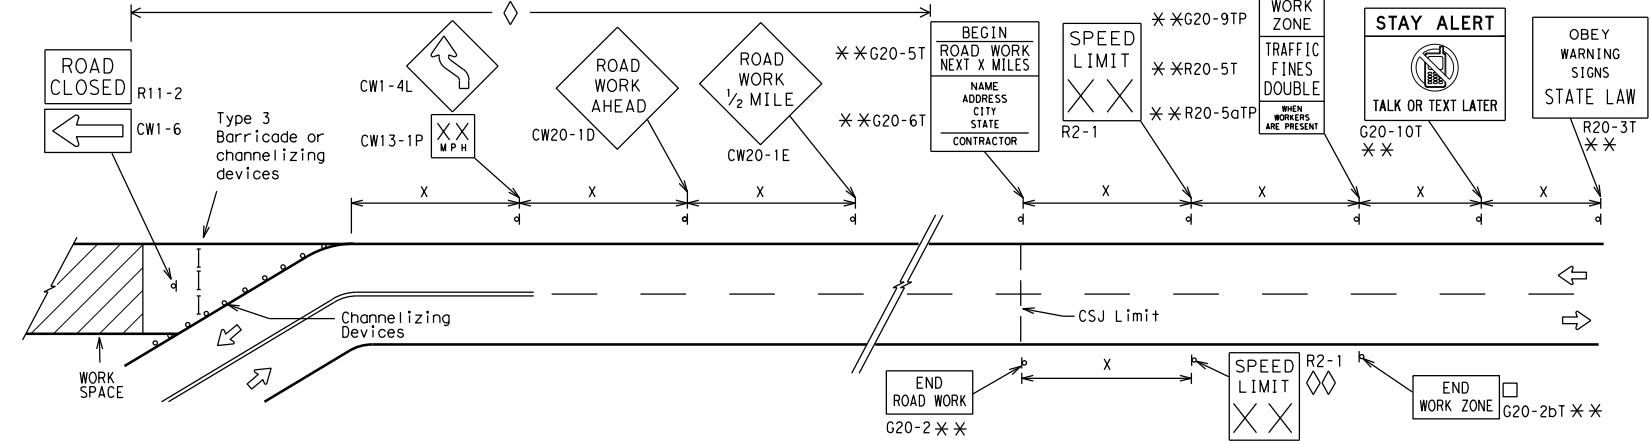 ROAD
CLOSED
R11-2
CW1-6
Type 3
Barricade or
channelizing
devices
CW1-4L
XX
MPH
CW13-1P
ROAD
WORK
AHEAD
CW20-1D
ROAD
WORK
1/2 MILE
CW20-1E
**G20-5T
BEGIN
ROAD WORK
NEXT X MILES
**G20-6T
NAME
ADDRESS
CITY
STATE
CONTRACTOR
SPEED
LIMIT
XX
R2-1
**G20-9TP
WORK
ZONE
**R20-5T
TRAFFIC
FINES
DOUBLE
**R20-5aTP
WHEN
WORKERS
ARE PRESENT
STAY ALERT
TALK OR TEXT LATER
G20-10T
**
OBEY
WARNING
SIGNS
STATE LAW
R20-3T
**
X
X
X
X
X
X
X
Channelizing
Devices
CSJ Limit
WORK
SPACE
END
ROAD WORK
G20-2 **
X
SPEED
LIMIT
XX
R2-1
END
WORK ZONE
G20-2bT **